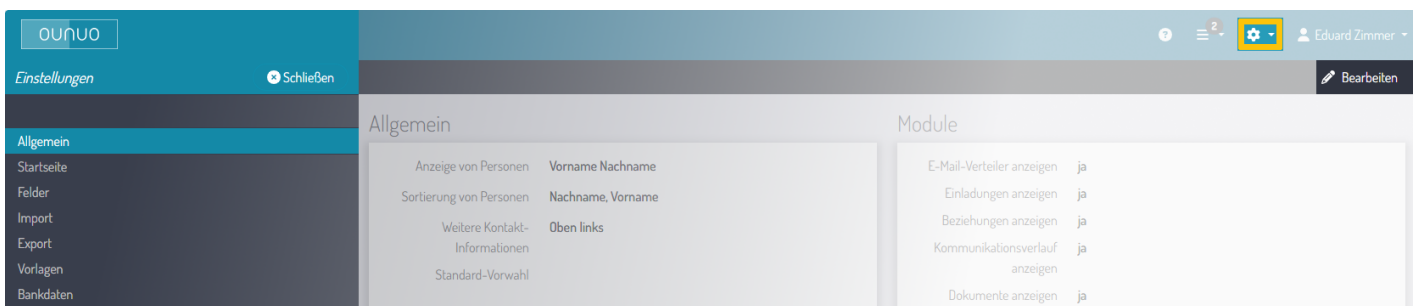 ounuo
2
Eduard Zimmer
Einstellungen
Schließen
Bearbeiten
Allgemein
Startseite
Felder
Import
Export
Vorlagen
Bankdaten
Allgemein
Anzeige von Personen Vorname Nachname
Sortierung von Personen Nachname, Vorname
Weitere Kontakt- Oben links
Informationen
Standard-Vorwahl
Module
E-Mail-Verteiler anzeigen ja
Einladungen anzeigen ja
Beziehungen anzeigen ja
Kommunikationsverlauf ja
anzeigen
Dokumente anzeigen ja